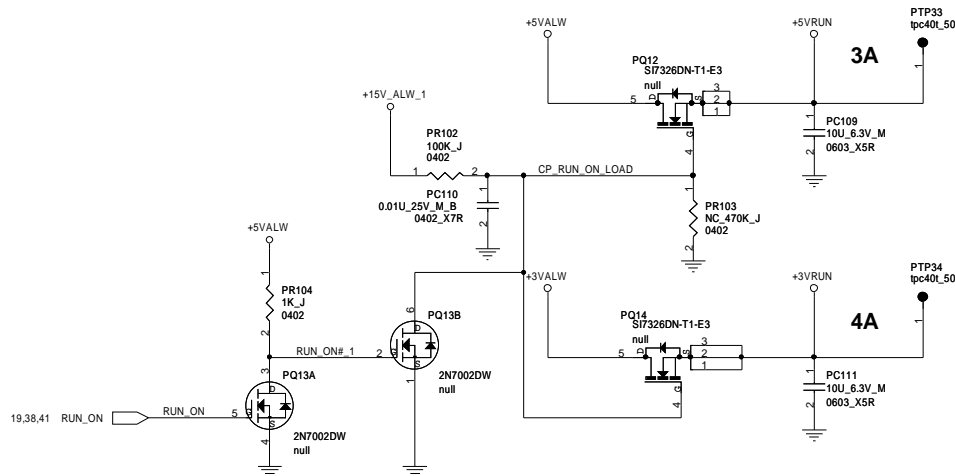 +5VALW
+5VRUN
PTP33
tpc40t_50
3A
PQ12
SI7326DN-T1-E3
null
5
D
S
3
2
1
G
4
1
+15V_ALW_1
PR102
100K_J
0402
1
2
CP_RUN_ON_LOAD
PC110
0.01U_25V_M_B
0402_X7R
1
2
PC109
10U_6.3V_M
0603_X5R
1
2
PR103
NC_470K_J
0402
1
2
+5VALW
PR104
1K_J
0402
1
2
+3VALW
+3VRUN
PTP34
tpc40t_50
4A
PQ14
SI7326DN-T1-E3
null
5
D
S
3
2
1
G
4
1
PQ13B
6
D
RUN_ON#_1
2
G
S
1
2N7002DW
null
PC111
10U_6.3V_M
0603_X5R
1
2
PQ13A
3
D
19,38,41
RUN_ON
RUN_ON
5
G
S
4
2N7002DW
null